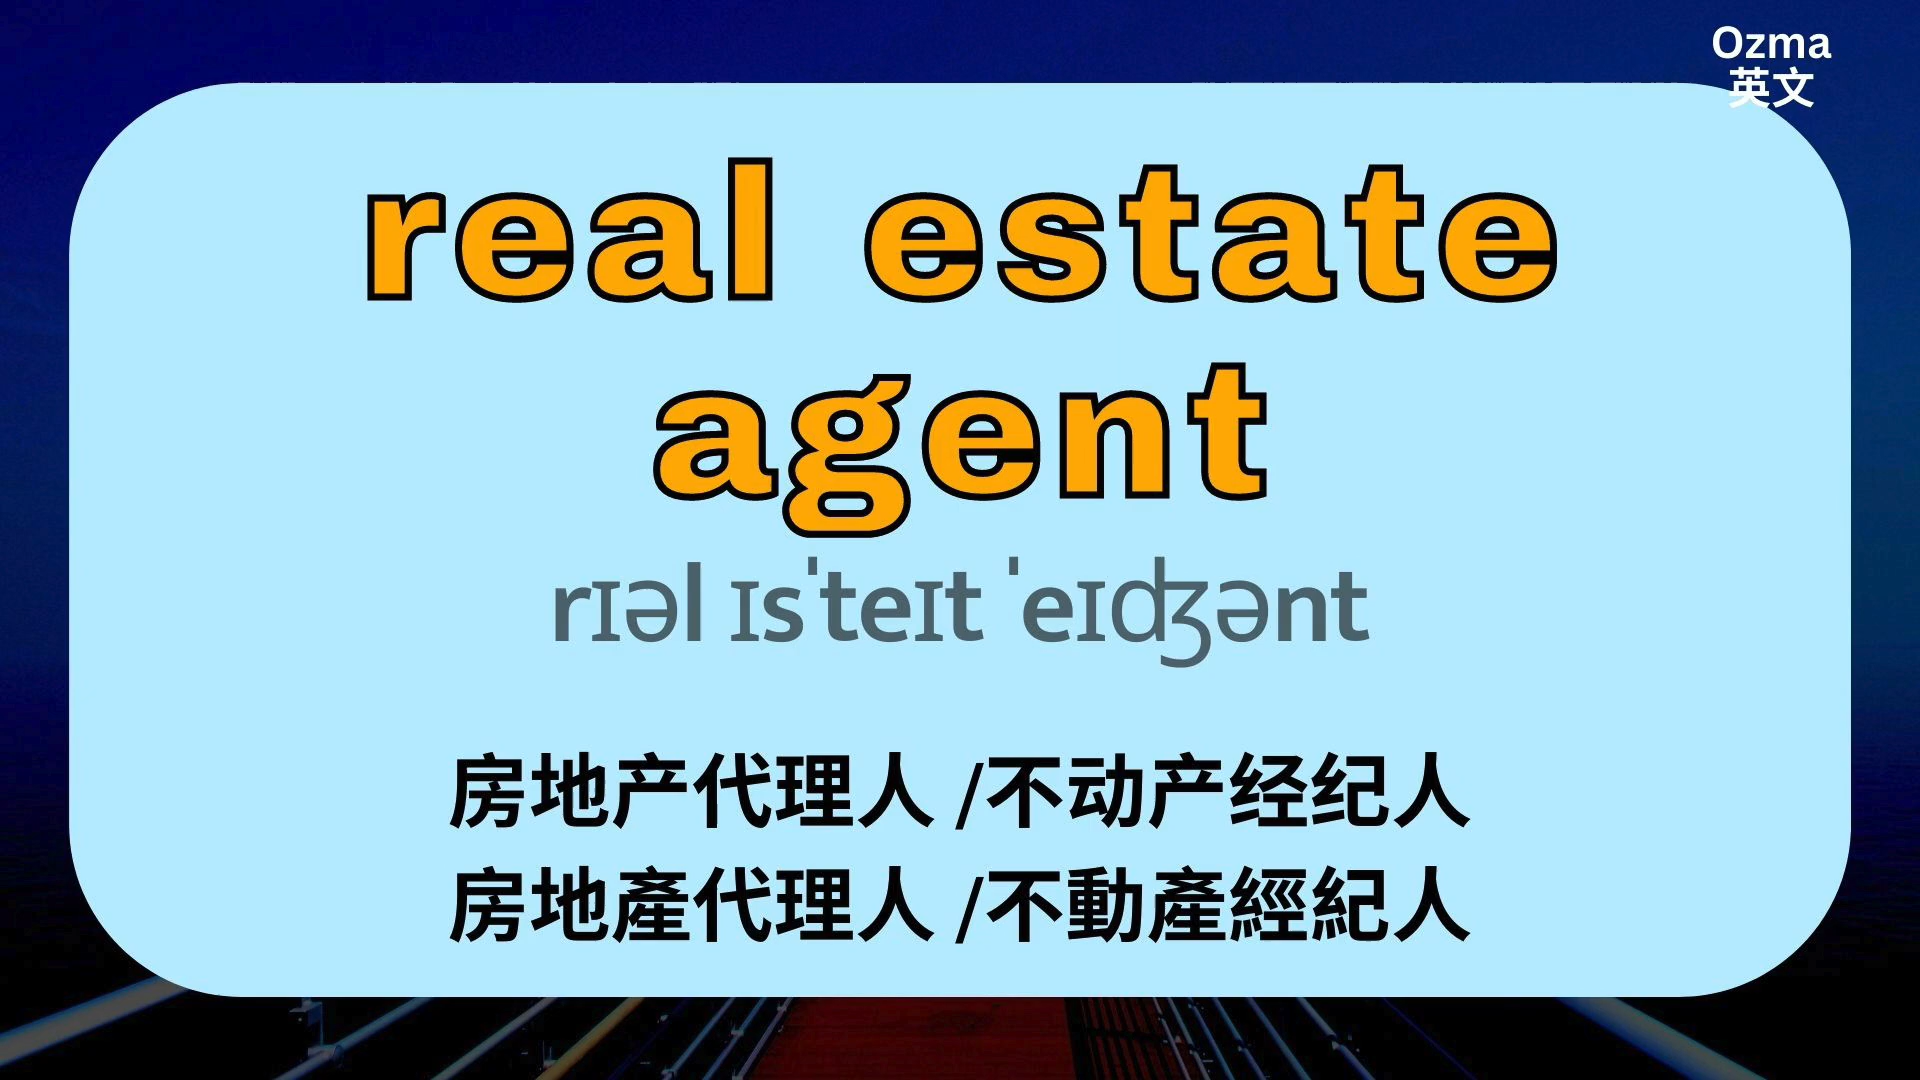 Ozma
英文
real estate
agent
rɪəl ɪsˈteɪt ˈeɪʤənt
房地产代理人 /不动产经纪人
房地產代理人 /不動產經紀人